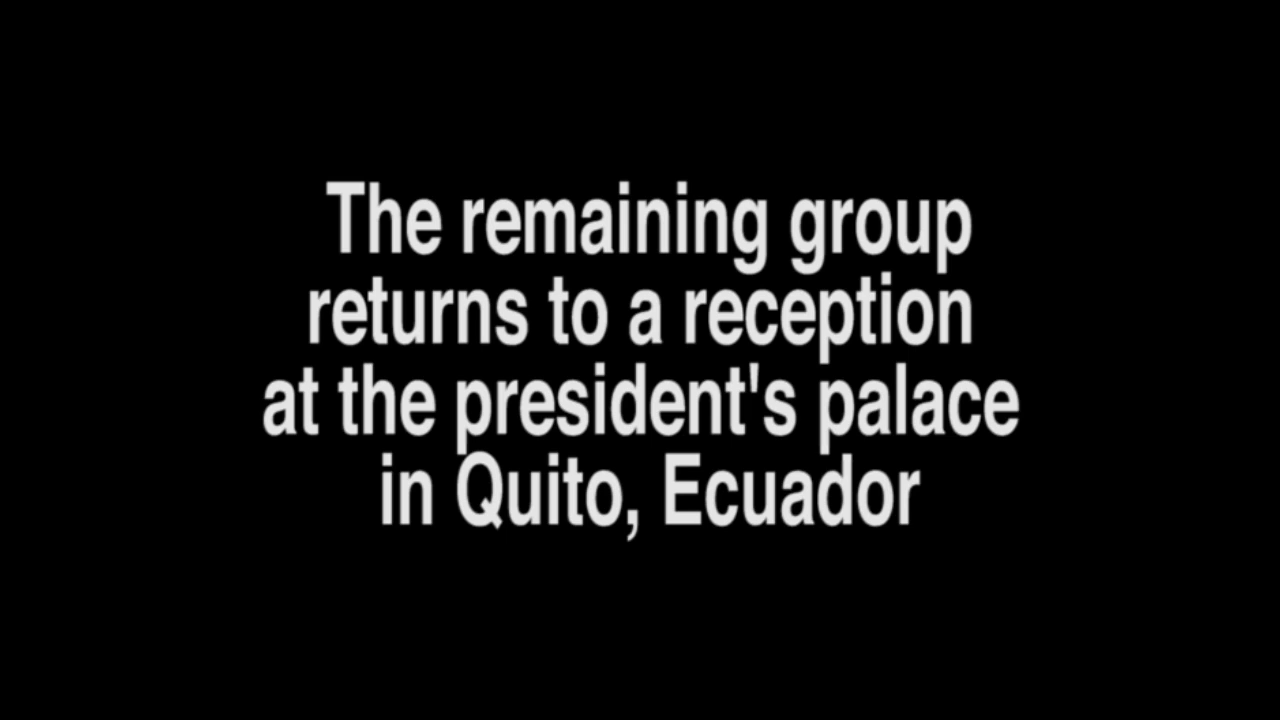 The remaining group
returns to a reception
at the president's palace
in Quito, Ecuador